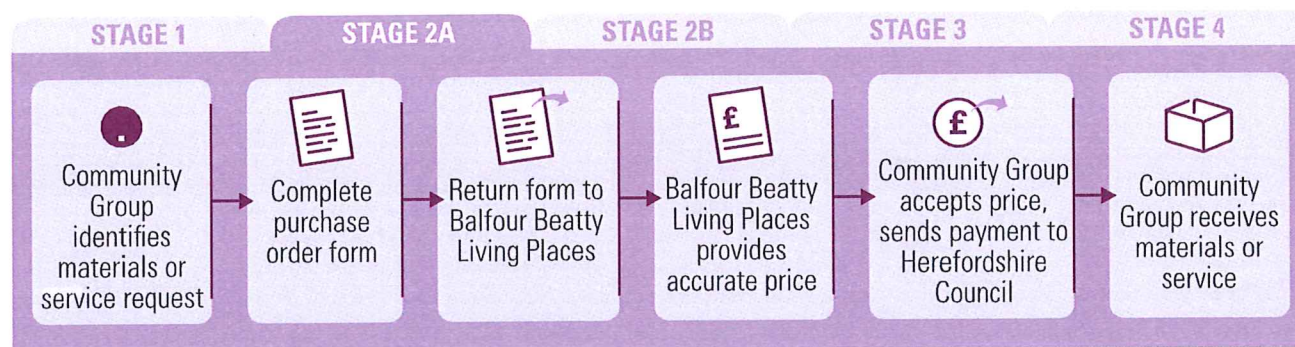 STAGE 1
STAGE 2A
STAGE 2B
STAGE 3
STAGE 4
Community
Group
identifies
materials or
service request
Complete
purchase
order form
Return form to
Balfour Beatty
Living Places
£
Balfour Beatty
Living Places
provides
accurate price
£
Community Group
accepts price,
sends payment to
Herefordshire
Council
Community
Group receives
materials or
service